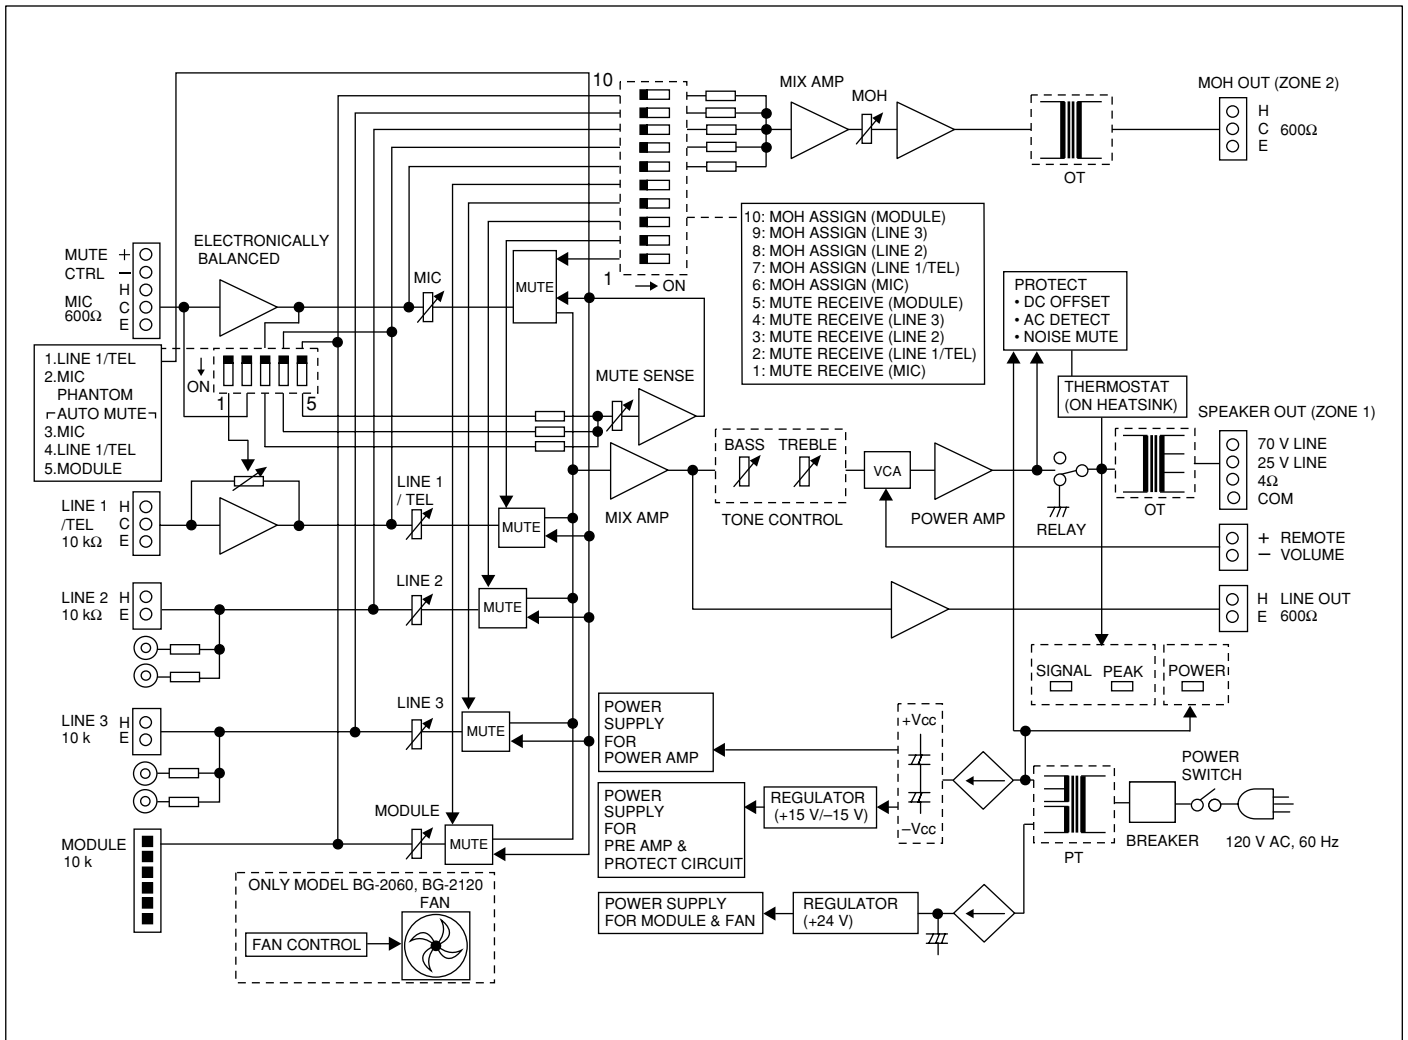 10
MIX AMP
MOH
MOH OUT (ZONE 2)
H
C 600Ω
E
OT
10: MOH ASSIGN (MODULE)
9: MOH ASSIGN (LINE 3)
8: MOH ASSIGN (LINE 2)
7: MOH ASSIGN (LINE 1/TEL)
6: MOH ASSIGN (MIC)
5: MUTE RECEIVE (MODULE)
4: MUTE RECEIVE (LINE 3)
3: MUTE RECEIVE (LINE 2)
2: MUTE RECEIVE (LINE 1/TEL)
1: MUTE RECEIVE (MIC)
1
→ ON
MUTE +
CTRL –
H
MIC C
600Ω E
ELECTRONICALLY
BALANCED
MIC
MUTE
PROTECT
• DC OFFSET
• AC DETECT
• NOISE MUTE
THERMOSTAT
(ON HEATSINK)
1.LINE 1/TEL
2.MIC
PHANTOM
┌AUTO MUTE┐
3.MIC
4.LINE 1/TEL
5.MODULE
↓
ON
1
5
MUTE SENSE
MIX AMP
BASS TREBLE
TONE CONTROL
VCA
POWER AMP
RELAY
OT
SPEAKER OUT (ZONE 1)
70 V LINE
25 V LINE
4Ω
COM
+ REMOTE
– VOLUME
H LINE OUT
E 600Ω
LINE 1 H
/TEL C
10 kΩ E
LINE 1
/ TEL
MUTE
LINE 2 H
10 kΩ E
LINE 2
MUTE
SIGNAL PEAK
POWER
LINE 3 H
10 k E
LINE 3
MUTE
POWER
SUPPLY
FOR
POWER AMP
+Vcc
–Vcc
POWER
SUPPLY
FOR
PRE AMP &
PROTECT CIRCUIT
REGULATOR
(+15 V/–15 V)
PT
BREAKER
POWER
SWITCH
120 V AC, 60 Hz
MODULE
10 k
MODULE
MUTE
ONLY MODEL BG-2060, BG-2120
FAN
FAN CONTROL
POWER SUPPLY
FOR MODULE & FAN
REGULATOR
(+24 V)